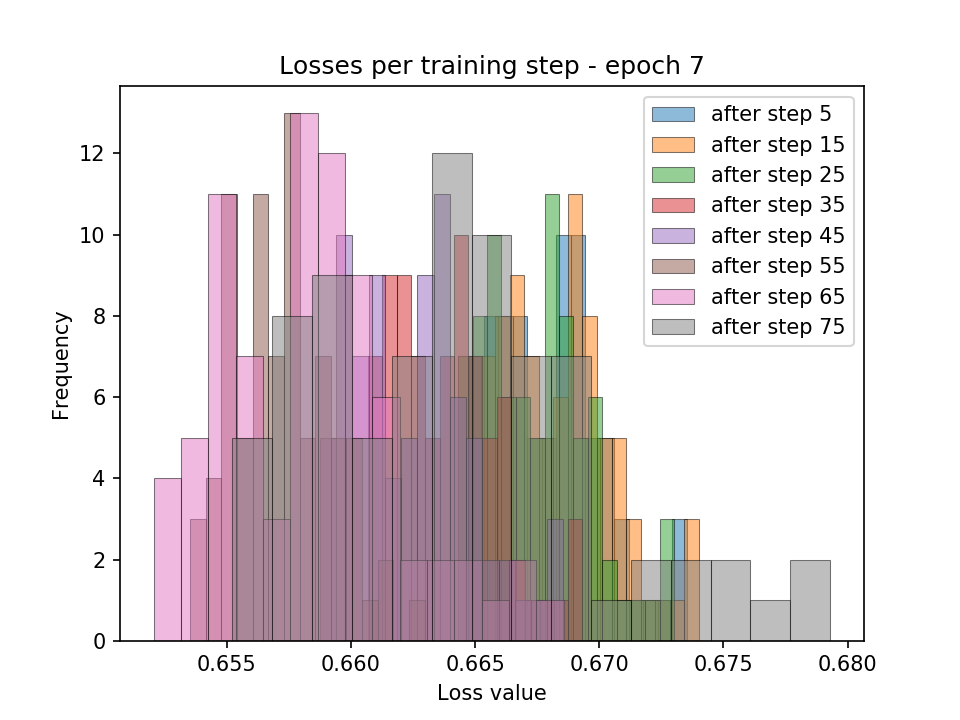 Losses per training step - epoch 7
after step 5
after step 15
after step 25
after step 35
after step 45
after step 55
after step 65
after step 75
12
10
8
6
4
2
0
Frequency
0.655 0.660 0.665 0.670 0.675 0.680
Loss value